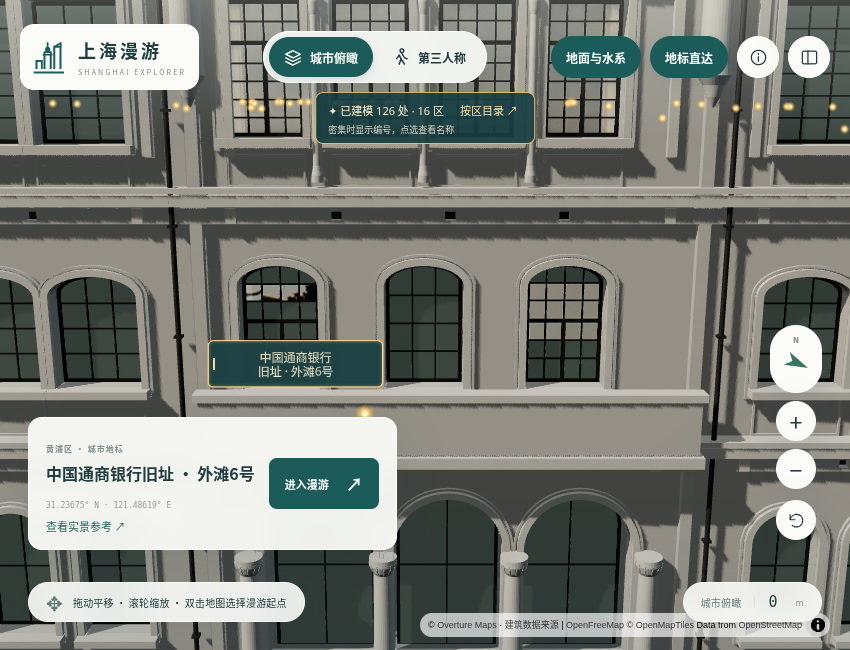 上海漫游
SHANGHAI EXPLORER
城市俯瞰
第三人称
地面与水系
地标直达
✦ 已建模 126 处 · 16 区 按区目录 ↗
密集时显示编号，点选查看名称
中国通商银行
旧址 · 外滩6号
N
黄浦区 · 城市地标
中国通商银行旧址 · 外滩6号
31.23675° N · 121.48619° E
查看实景参考 ↗
进入漫游 ↗
拖动平移 · 滚轮缩放 · 双击地图选择漫游起点
城市俯瞰 0 m
© Overture Maps · 建筑数据来源 | OpenFreeMap © OpenMapTiles Data from OpenStreetMap